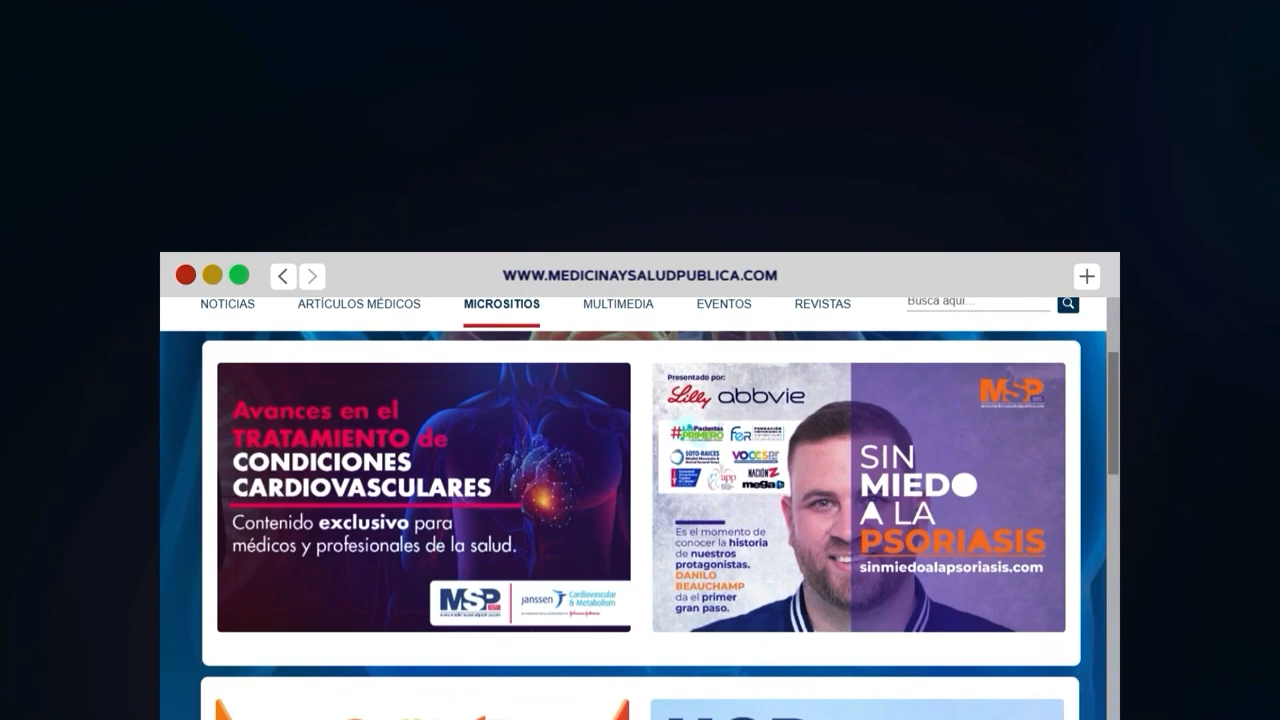 WWW.MEDICINAYSALUDPUBLICA.COM
NOTICIAS ARTÍCULOS MÉDICOS MICROSITIOS MULTIMEDIA EVENTOS REVISTAS Busca aquí...
Avances en el
TRATAMIENTO de
CONDICIONES
CARDIOVASCULARES
Contenido exclusivo para
médicos y profesionales de la salud.
MSP
janssen Cardiovascular
& Metabolism
Presentado por:
Lilly abbvie
#LosPacientes
PRIMERO
FER
SOTO-RAICES
VOCESPR
app
NACIÓN Z
mega
Es el momento de
conocer la historia
de nuestros
protagonistas.
DANILO
BEAUCHAMP
da el primer
gran paso.
MSP
SIN
MIEDO
A LA
PSORIASIS
sinmiedoalapsoriasis.com